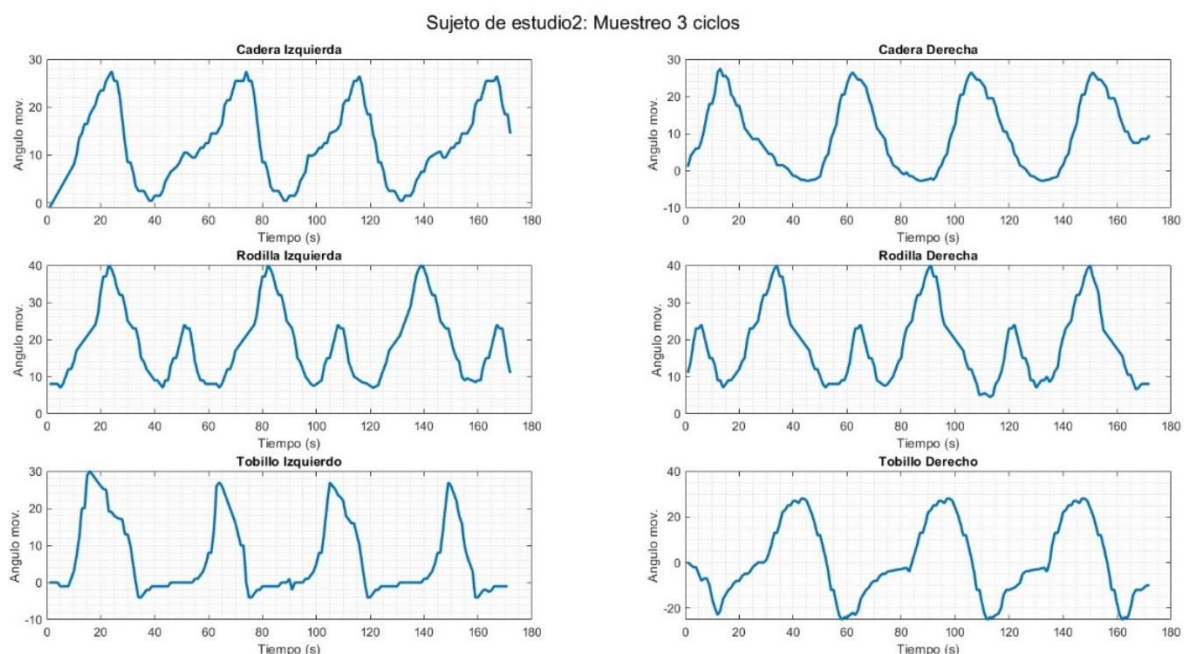 Sujeto de estudio2: Muestreo 3 ciclos
Cadera Izquierda
Angulo mov.
30
20
10
0
0 20 40 60 80 100 120 140 160 180
Tiempo (s)
Cadera Derecha
Angulo mov.
30
20
10
0
-10
0 20 40 60 80 100 120 140 160 180
Tiempo (s)
Rodilla Izquierda
Angulo mov.
40
30
20
10
0
0 20 40 60 80 100 120 140 160 180
Tiempo (s)
Rodilla Derecha
Angulo mov.
40
30
20
10
0
0 20 40 60 80 100 120 140 160 180
Tiempo (s)
Tobillo Izquierdo
Angulo mov.
30
20
10
0
-10
0 20 40 60 80 100 120 140 160 180
Tiempo (s)
Tobillo Derecho
Angulo mov.
40
20
0
-20
0 20 40 60 80 100 120 140 160 180
Tiempo (s)